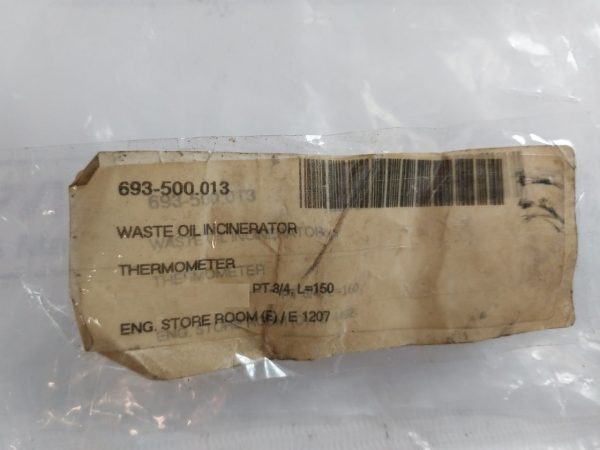 693-500.013
WASTE OIL INCINERATOR
THERMOMETER
PT 3/4, L=150
ENG. STORE ROOM (F) / E 1207